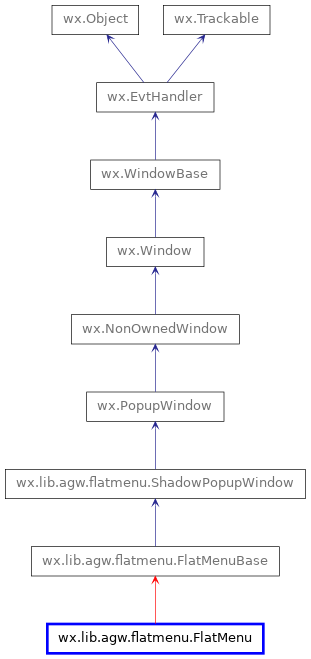 wx.Object
wx.Trackable
wx.EvtHandler
wx.WindowBase
wx.Window
wx.NonOwnedWindow
wx.PopupWindow
wx.lib.agw.flatmenu.ShadowPopupWindow
wx.lib.agw.flatmenu.FlatMenuBase
wx.lib.agw.flatmenu.FlatMenu